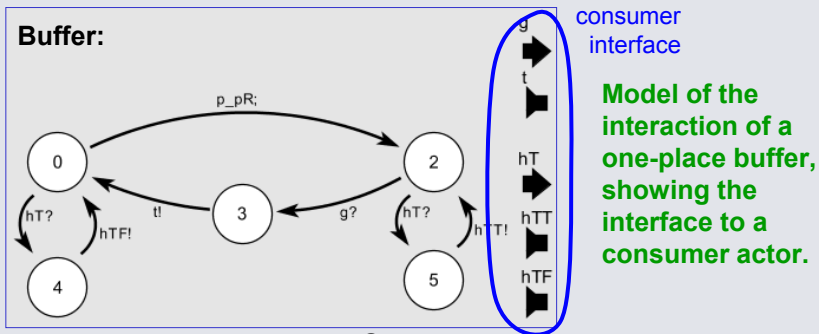 Buffer:
consumer
interface
g
t
hT
hTT
hTF
p_pR;
0
2
3
t!
g?
hT?
hTF!
hT?
hTT!
4
5
Model of the
interaction of a
one-place buffer,
showing the
interface to a
consumer actor.